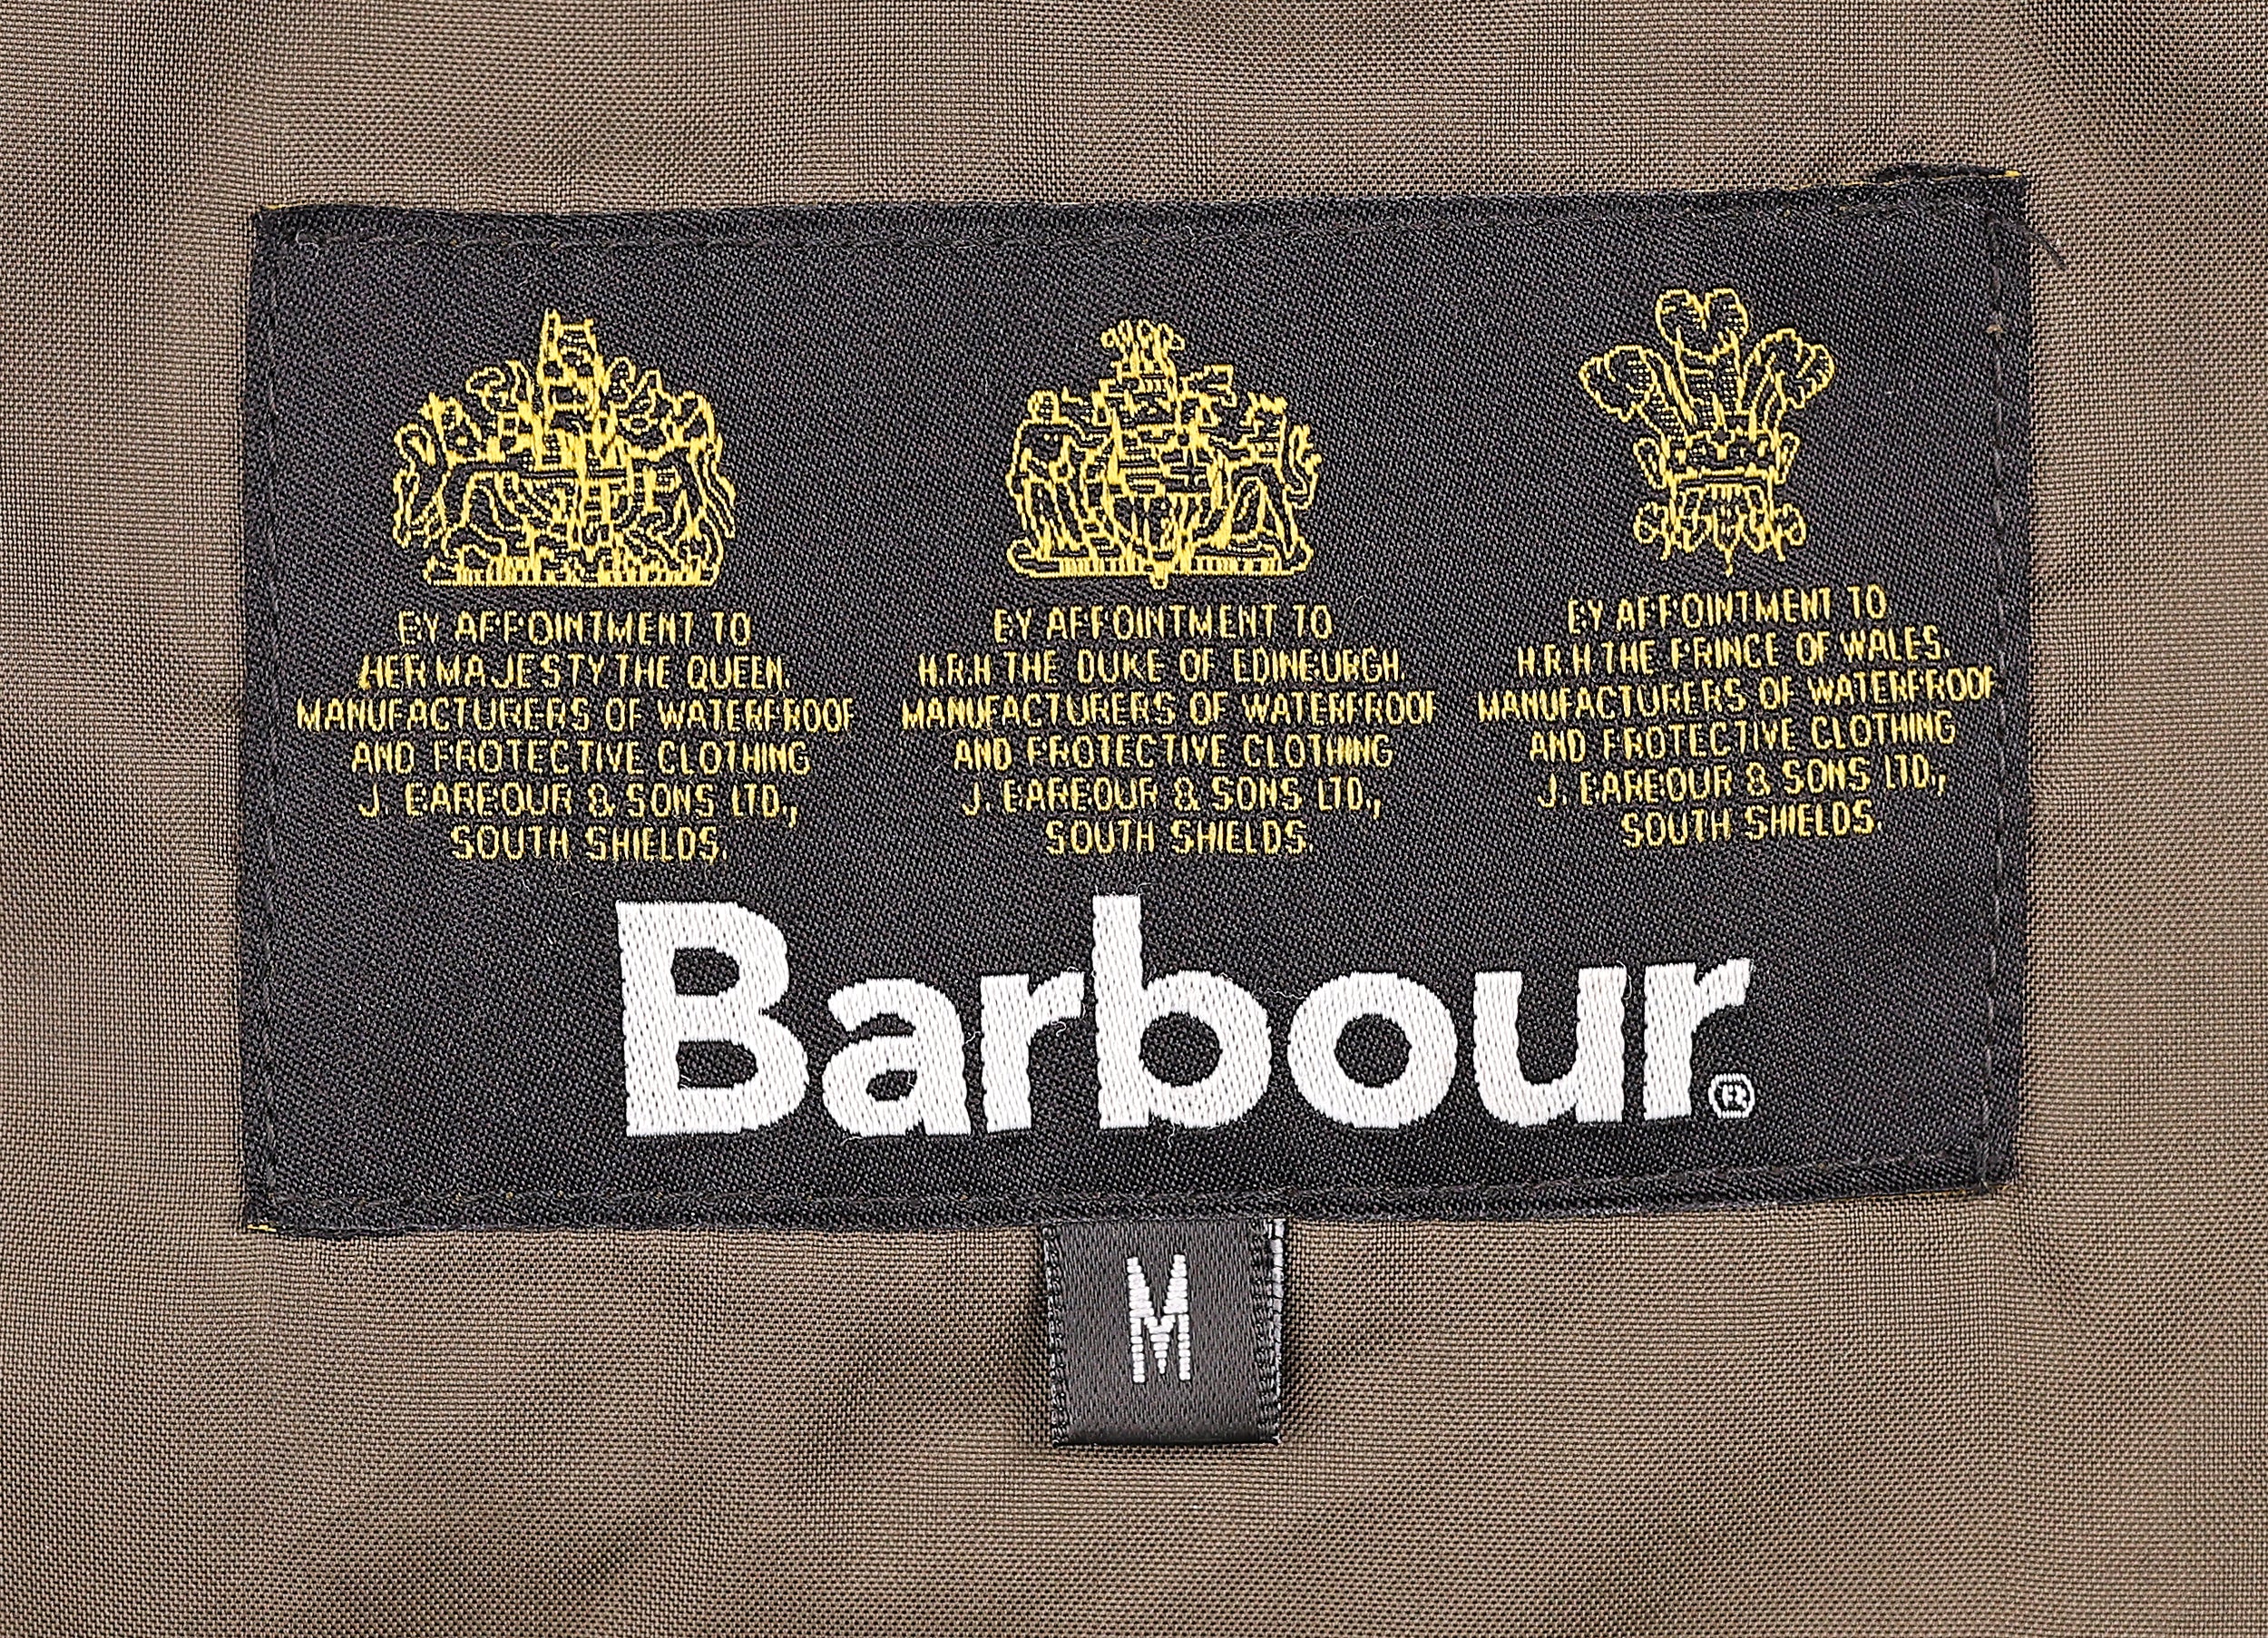 BY APPOINTMENT TO
HER MAJESTY THE QUEEN.
MANUFACTURERS OF WATERPROOF
AND PROTECTIVE CLOTHING
J. BARBOUR & SONS LTD.,
SOUTH SHIELDS.
BY APPOINTMENT TO
H.R.H THE DUKE OF EDINBURGH.
MANUFACTURERS OF WATERPROOF
AND PROTECTIVE CLOTHING
J. BARBOUR & SONS LTD.,
SOUTH SHIELDS.
BY APPOINTMENT TO
H.R.H THE PRINCE OF WALES.
MANUFACTURERS OF WATERPROOF
AND PROTECTIVE CLOTHING
J. BARBOUR & SONS LTD.,
SOUTH SHIELDS.
Barbour®
M